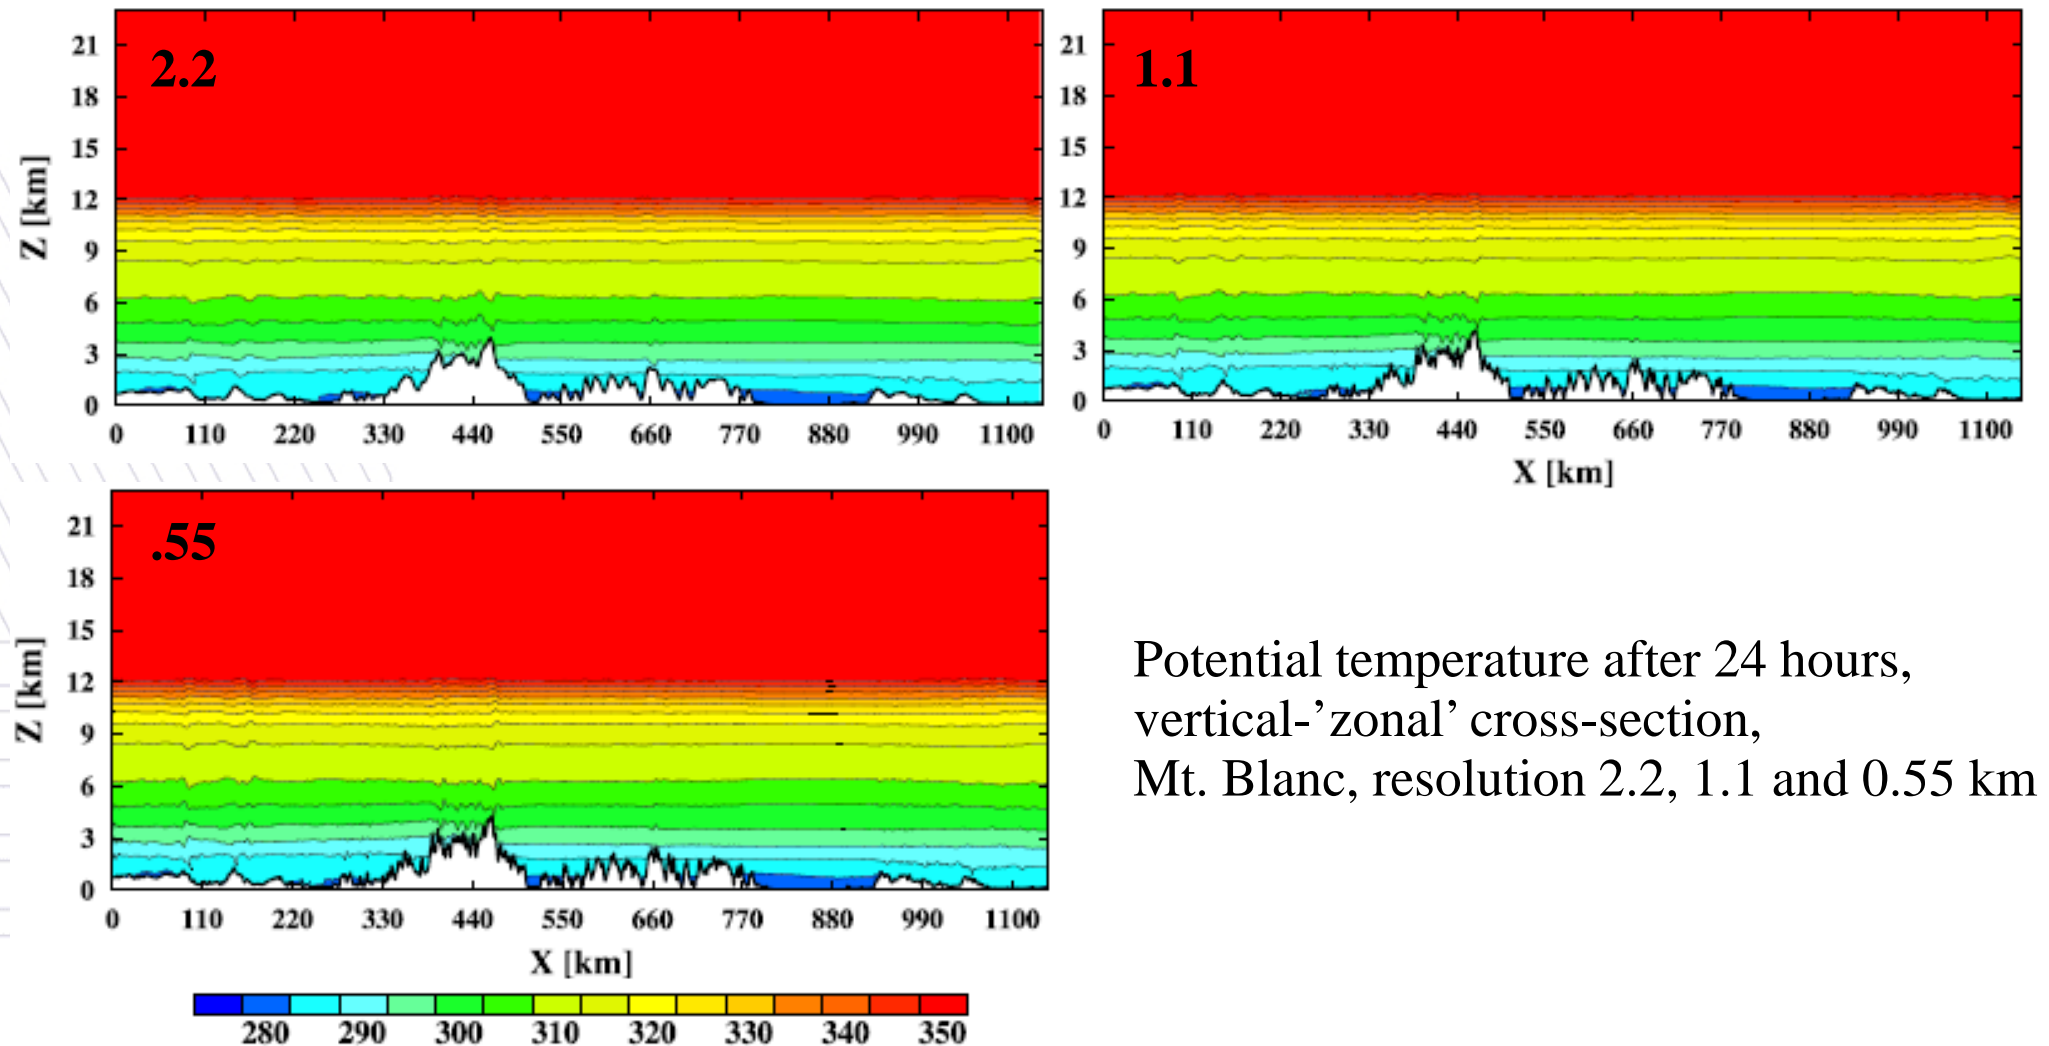 2.2
21
18
15
12
9
6
3
0
Z [km]
0 110 220 330 440 550 660 770 880 990 1100
1.1
21
18
15
12
9
6
3
0
0 110 220 330 440 550 660 770 880 990 1100
X [km]
.55
21
18
15
12
9
6
3
0
Z [km]
0 110 220 330 440 550 660 770 880 990 1100
X [km]
280 290 300 310 320 330 340 350
Potential temperature after 24 hours,
vertical-’zonal’ cross-section,
Mt. Blanc, resolution 2.2, 1.1 and 0.55 km